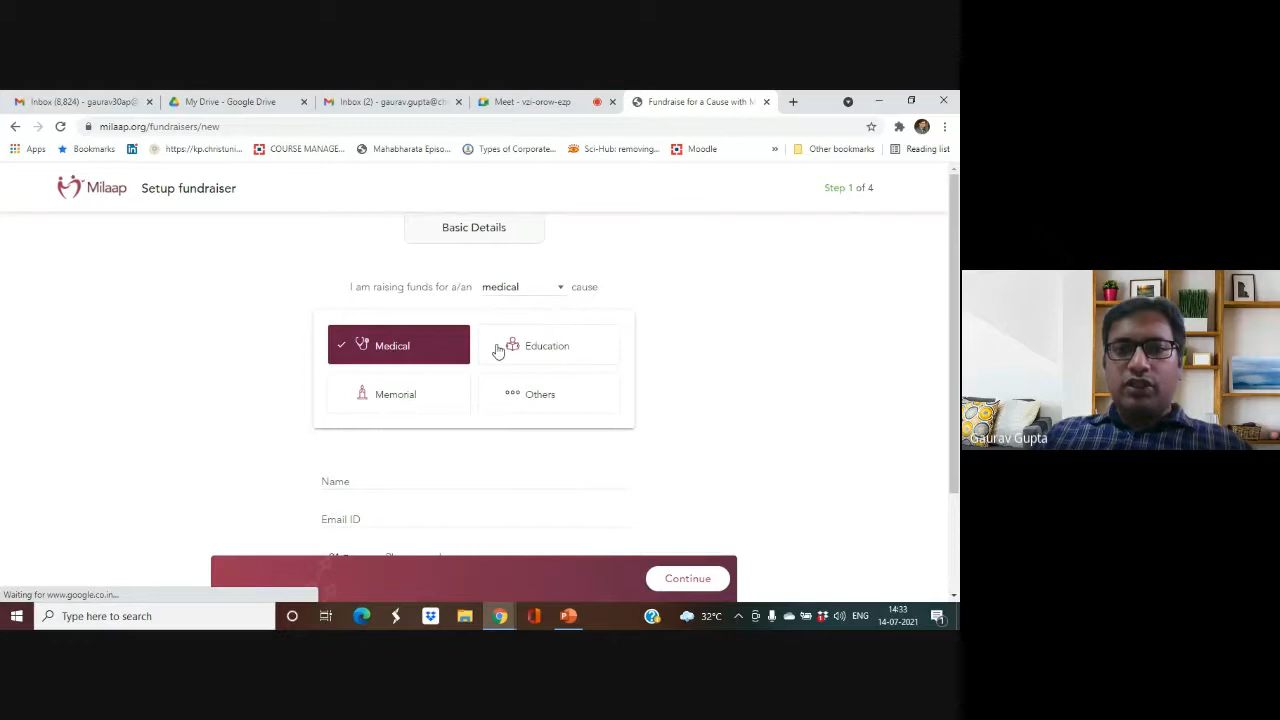 Inbox (8,824) - gaurav30ap@
My Drive - Google Drive
Inbox (2) - gaurav.gupta@ch
Meet - vzi-orow-ezp
Fundraise for a Cause with M
milaap.org/fundraisers/new
Apps
Bookmarks
https://kp.christuni...
COURSE MANAGE...
Mahabharata Episo...
Types of Corporate...
Sci-Hub: removing...
Moodle
»
Other bookmarks
Reading list
Milaap
Setup fundraiser
Step 1 of 4
Basic Details
I am raising funds for a/an medical cause
Medical
Education
Memorial
Others
Name
Email ID
Continue
Waiting for www.google.co.in...
Gaurav Gupta
Type here to search
32°C
ENG
14:33
14-07-2021
1